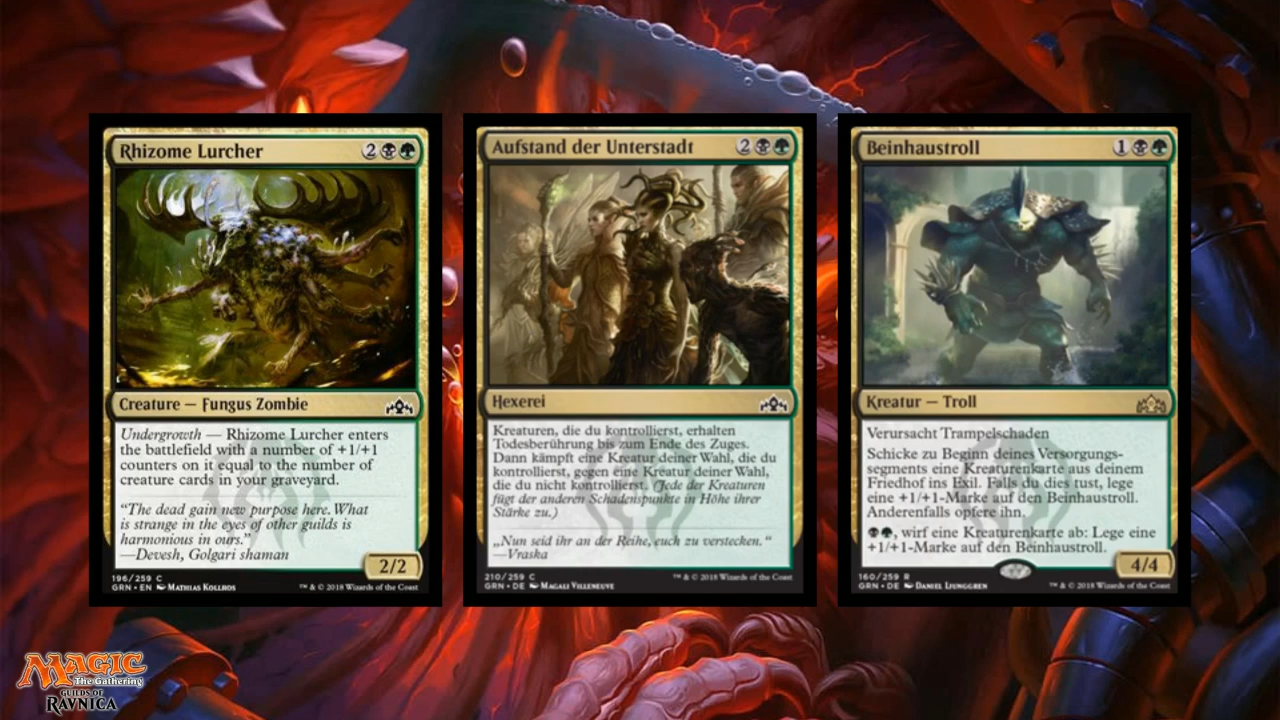 Rhizome Lurcher 2
Creature — Fungus Zombie
Undergrowth — Rhizome Lurcher enters
the battlefield with a number of +1/+1
counters on it equal to the number of
creature cards in your graveyard.
“The dead gain new purpose here. What
is strange in the eyes of other guilds is
harmonious in ours.”
—Devesh, Golgari shaman
2/2
196/259 C
GRN • EN Mathias Kollros ™ & © 2018 Wizards of the Coast
Aufstand der Unterstadt 2
Hexerei
Kreaturen, die du kontrollierst, erhalten
Todesberührung bis zum Ende des Zuges.
Dann kämpft eine Kreatur deiner Wahl, die du
kontrollierst, gegen eine Kreatur deiner Wahl,
die du nicht kontrollierst. (Jede der Kreaturen
fügt der anderen Schadenspunkte in Höhe ihrer
Stärke zu.)
„Nun seid ihr an der Reihe, euch zu verstecken.“
—Vraska
210/259 C
GRN • DE Magali Villeneuve ™ & © 2018 Wizards of the Coast
Beinhaustroll 1
Kreatur — Troll
Verursacht Trampelschaden
Schicke zu Beginn deines Versorgungs-
segments eine Kreaturenkarte aus deinem
Friedhof ins Exil. Falls du dies tust, lege
eine +1/+1-Marke auf den Beinhaustroll.
Anderenfalls opfere ihn.
, wirf eine Kreaturenkarte ab: Lege eine
+1/+1-Marke auf den Beinhaustroll.
4/4
160/259 R
GRN • DE Daniel Ljunggren ™ & © 2018 Wizards of the Coast
Magic
The Gathering
Guilds of
Ravnica